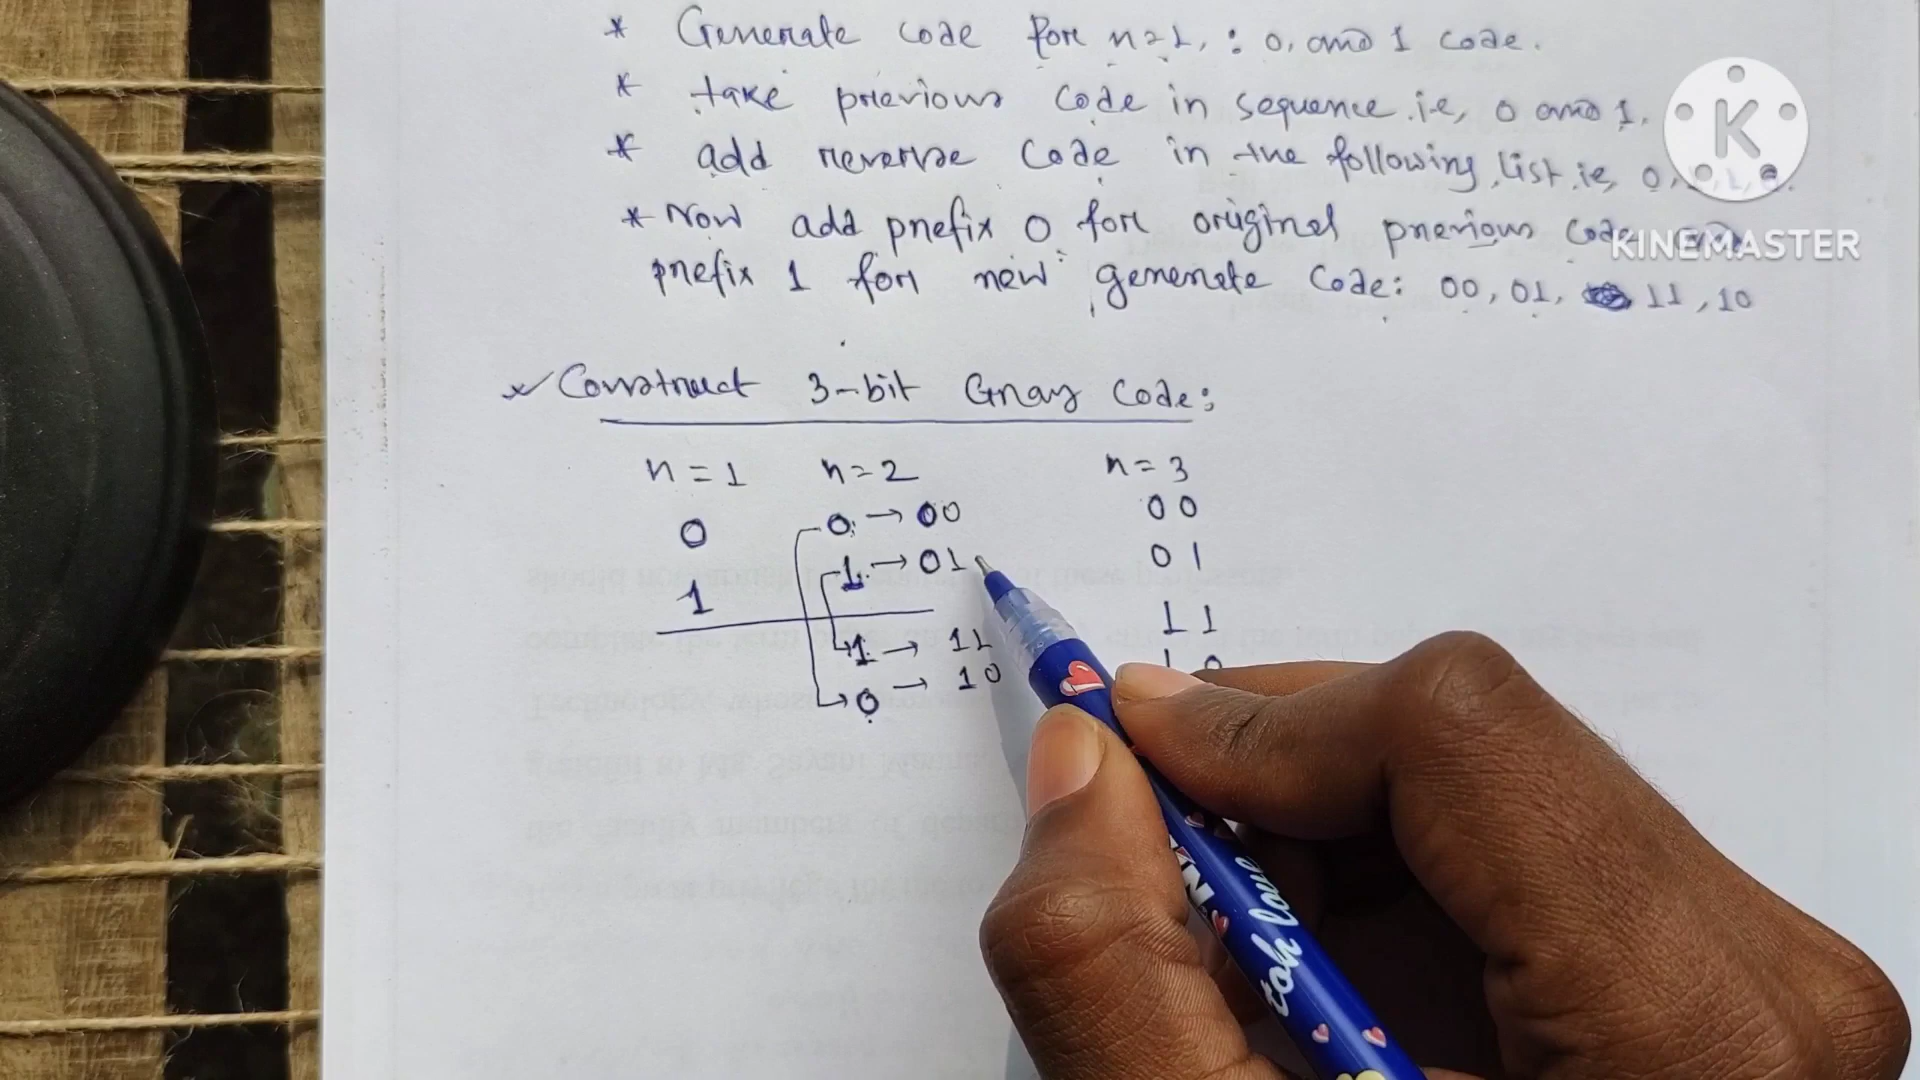 * Generate code for n=1, : 0, and 1 code.
* take previous code in sequence i.e, 0 and 1.
* add reverse code in the following list i.e, 0,
* Now add prefix 0 for original previous code
prefix 1 for new generate code: 00, 01, 11, 10
K
KINEMASTER
Construct 3-bit Gray Code:
n = 1 n = 2 n = 3
0 0 → 00 00
1 1 → 01 01
1 → 11 11
0 → 10 10
toh love